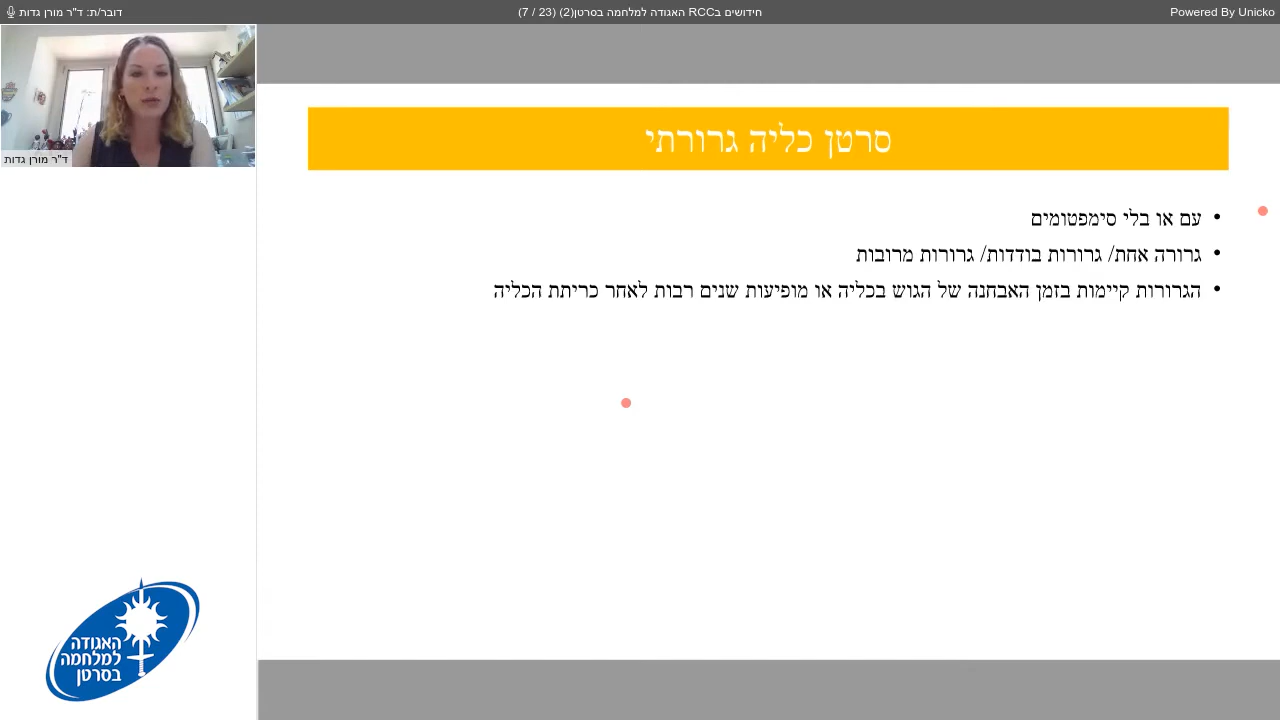 דובר/ת: ד"ר מורן גדות
חידושים בRCC האגודה למלחמה בסרטן(2) (23 / 7)
Powered By Unicko
ד"ר מורן גדות
סרטן כליה גרורתי
• עם או בלי סימפטומים
• גרורה אחת/ גרורות בודדות/ גרורות מרובות
• הגרורות קיימות בזמן האבחנה של הגוש בכליה או מופיעות שנים רבות לאחר כריתת הכליה
האגודה
למלחמה
בסרטן